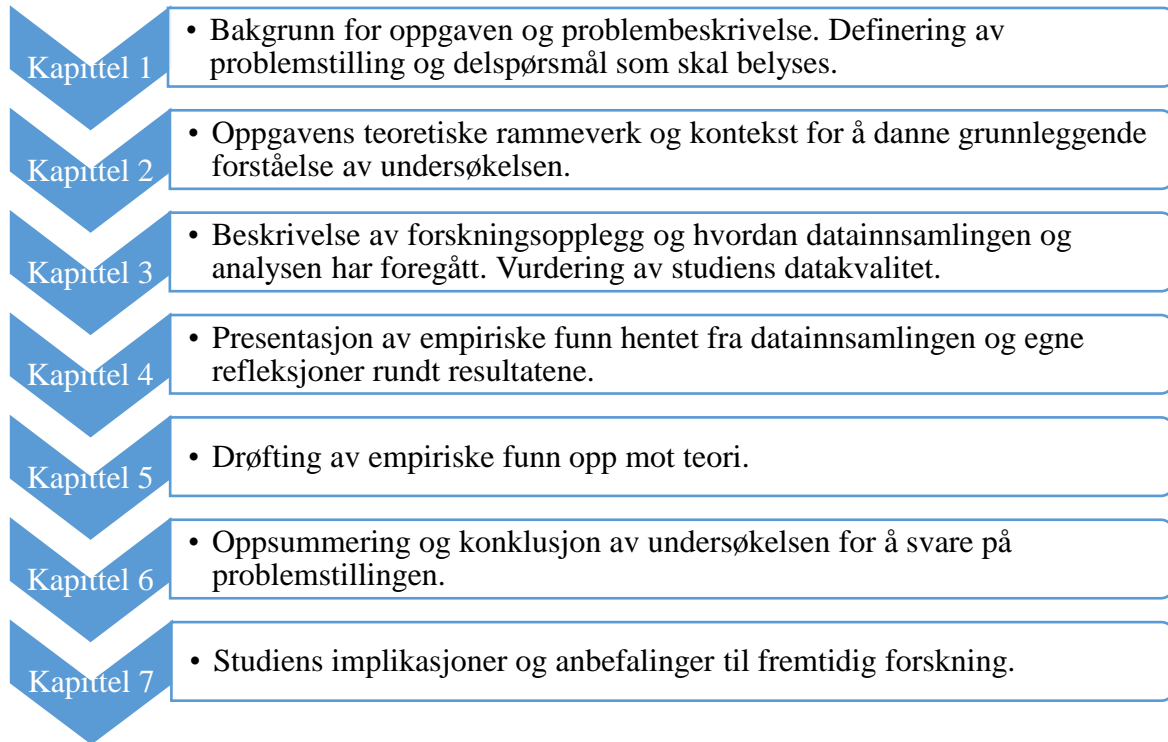 Kapittel 1
• Bakgrunn for oppgaven og problembeskrivelse. Definering av
problemstilling og delspørsmål som skal belyses.
Kapittel 2
• Oppgavens teoretiske rammeverk og kontekst for å danne grunnleggende
forståelse av undersøkelsen.
Kapittel 3
• Beskrivelse av forskningsopplegg og hvordan datainnsamlingen og
analysen har foregått. Vurdering av studiens datakvalitet.
Kapittel 4
• Presentasjon av empiriske funn hentet fra datainnsamlingen og egne
refleksjoner rundt resultatene.
Kapittel 5
• Drøfting av empiriske funn opp mot teori.
Kapittel 6
• Oppsummering og konklusjon av undersøkelsen for å svare på
problemstillingen.
Kapittel 7
• Studiens implikasjoner og anbefalinger til fremtidig forskning.